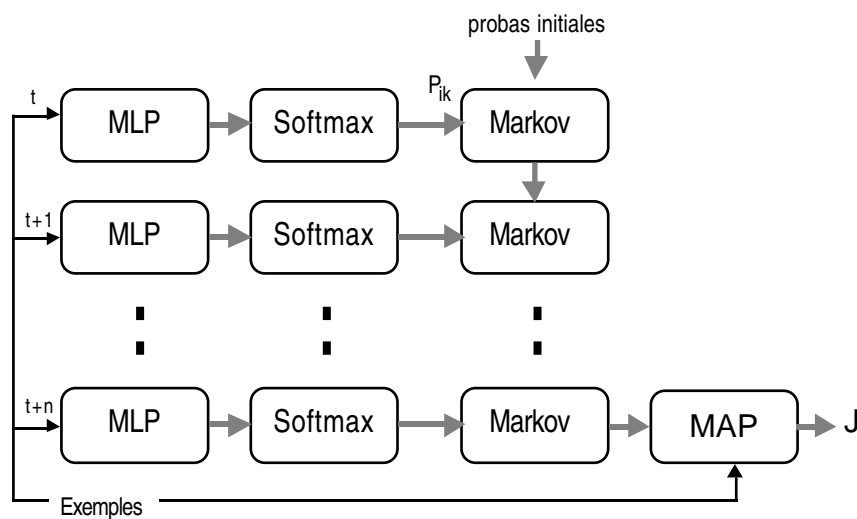 probas initiales
t
MLP
Softmax
P_ik
Markov
t+1
MLP
Softmax
Markov
t+n
MLP
Softmax
Markov
MAP
J
Exemples